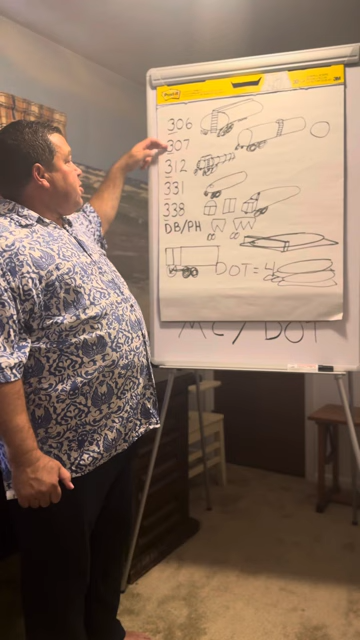 Post-it
306
307
312
331
338
DB/PH
DOT = 4
MC / DOT